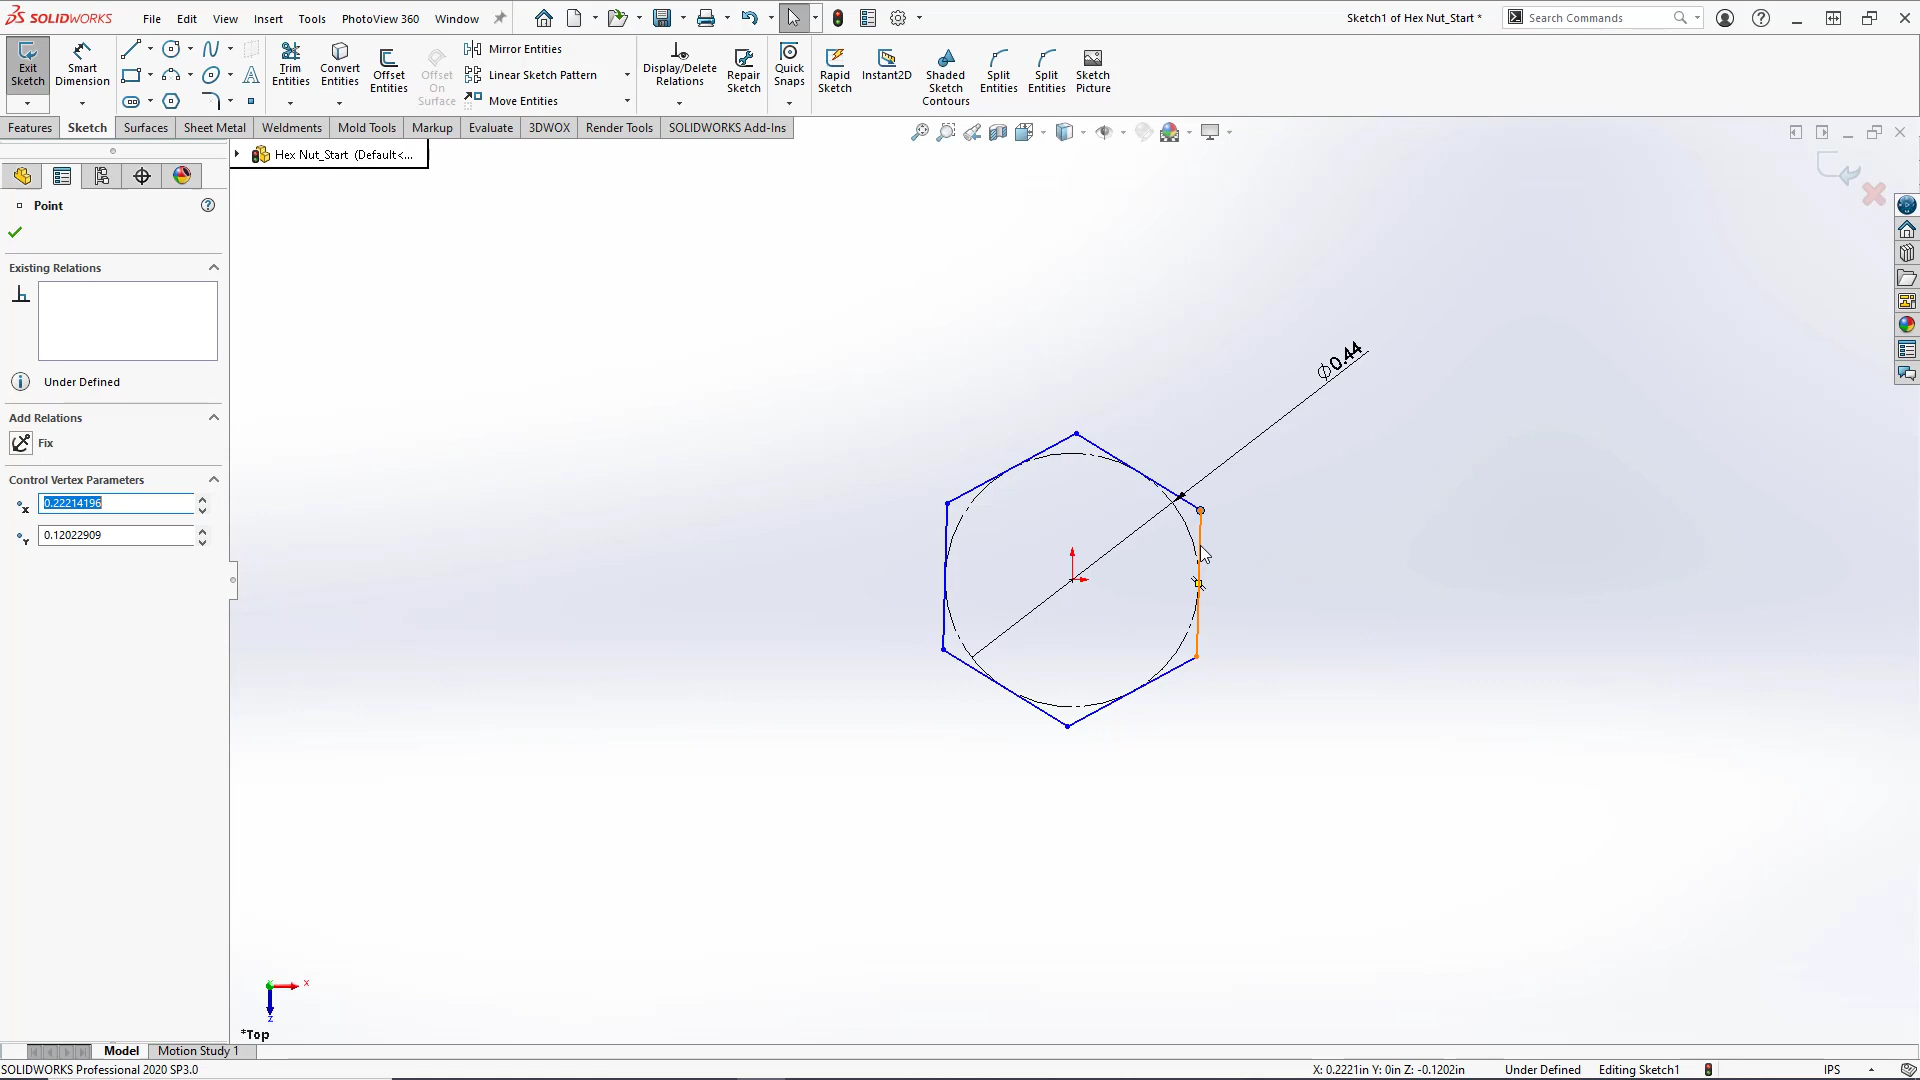 SOLIDWORKS
File
Edit
View
Insert
Tools
PhotoView 360
Window
Sketch1 of Hex Nut_Start *
Search Commands
Exit
Sketch
Smart
Dimension
Trim
Entities
Convert
Entities
Offset
Entities
Offset
On
Surface
Mirror Entities
Linear Sketch Pattern
Move Entities
Display/Delete
Relations
Repair
Sketch
Quick
Snaps
Rapid
Sketch
Instant2D
Shaded
Sketch
Contours
Split
Entities
Split
Entities
Sketch
Picture
Features
Sketch
Surfaces
Sheet Metal
Weldments
Mold Tools
Markup
Evaluate
3DWOX
Render Tools
SOLIDWORKS Add-Ins
Hex Nut_Start (Default<...
Point
Existing Relations
Under Defined
Add Relations
Fix
Control Vertex Parameters
X
0.22214196
Y
0.12022909
⌀0.44
X
Z
*Top
Model
Motion Study 1
SOLIDWORKS Professional 2020 SP3.0
X: 0.2221in Y: 0in Z: -0.1202in
Under Defined
Editing Sketch1
IPS